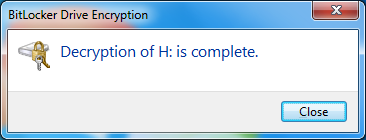 BitLocker Drive Encryption
Decryption of H: is complete.
Close